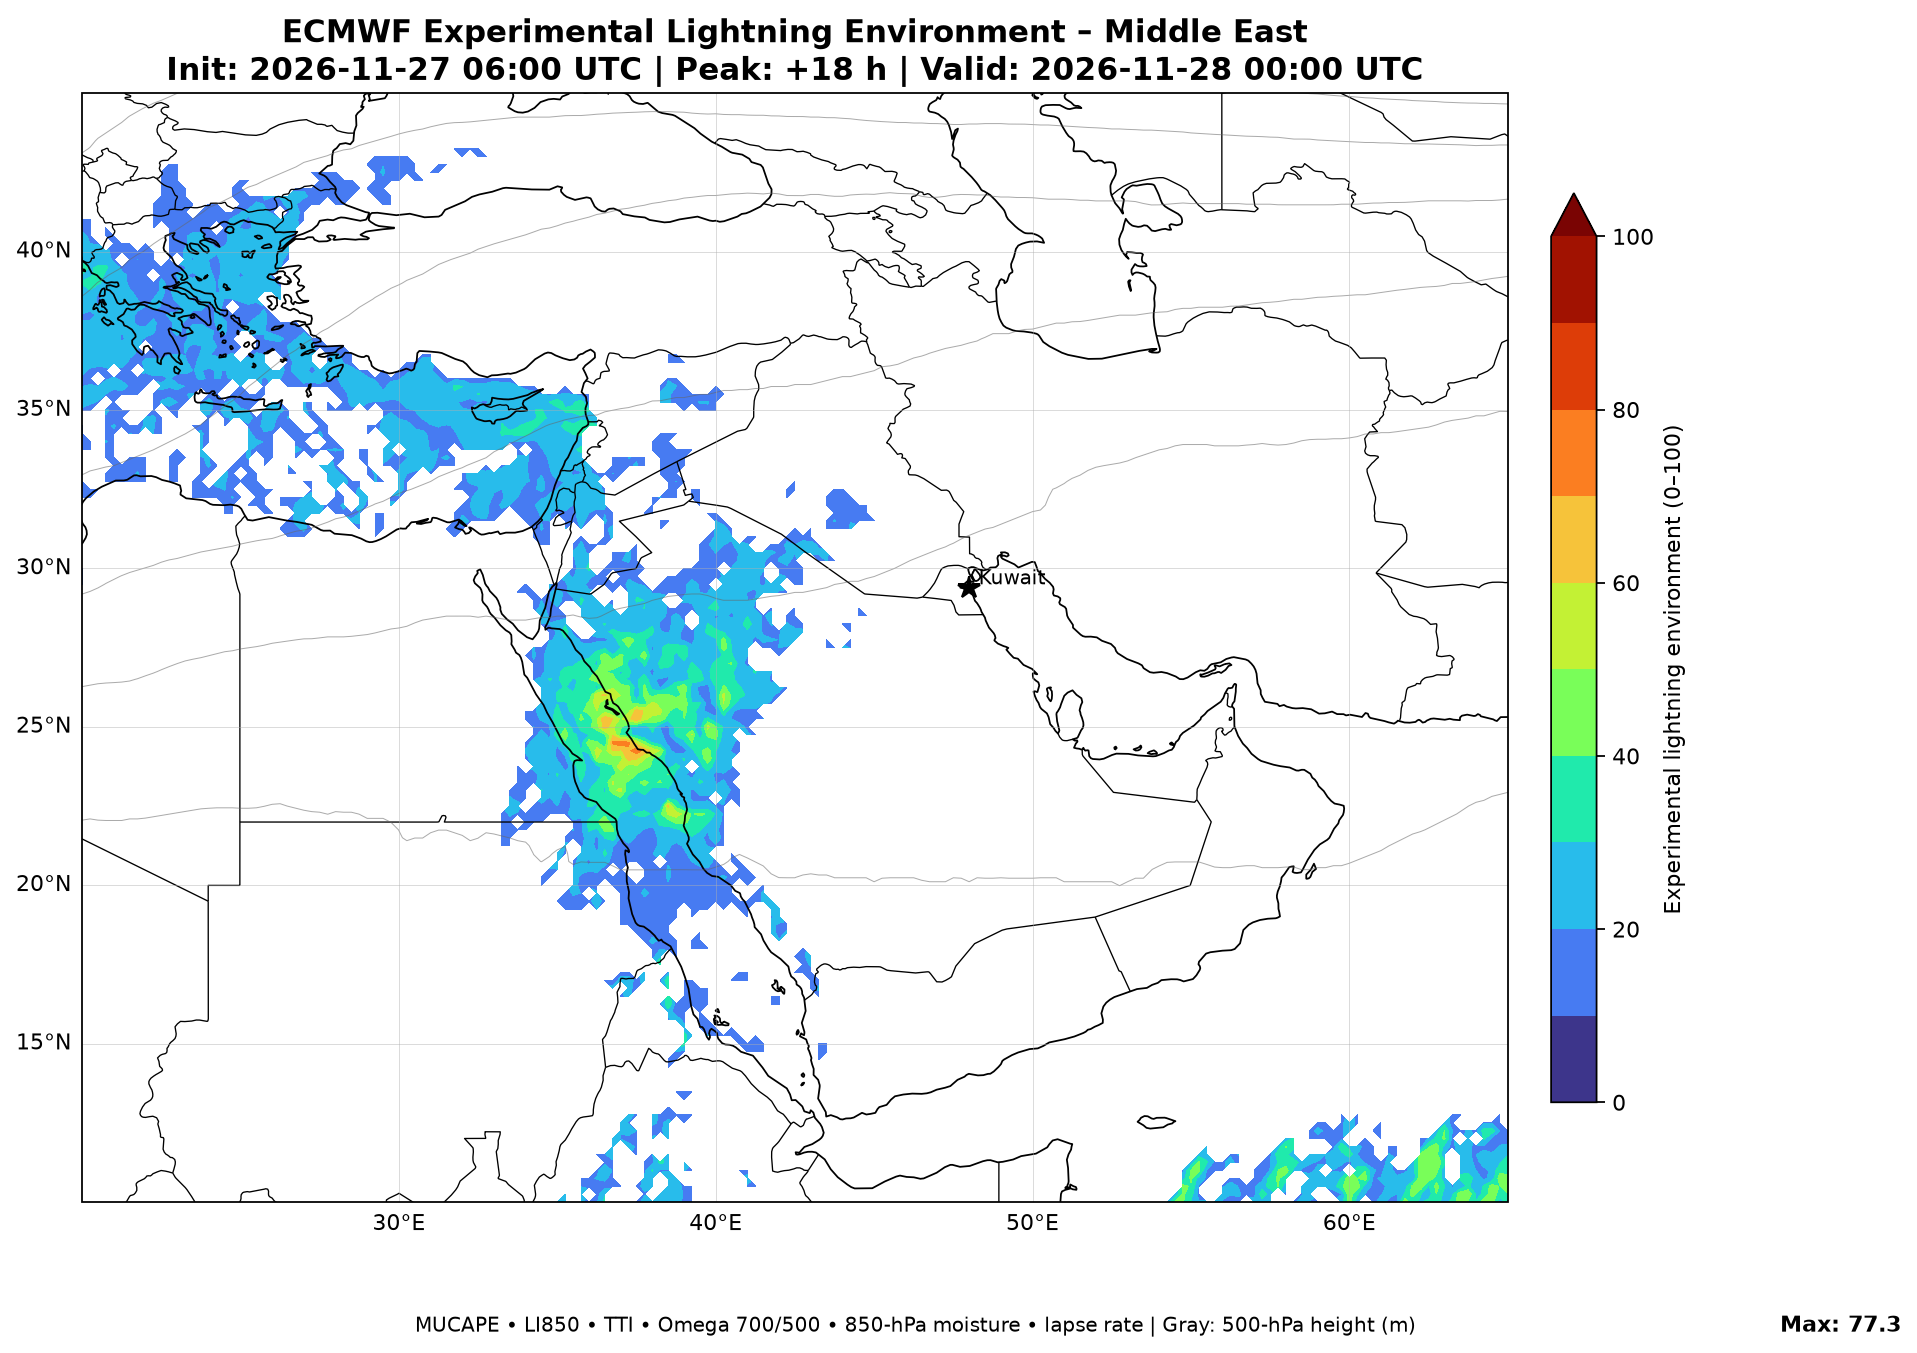 ECMWF Experimental Lightning Environment – Middle East
Init: 2026-11-27 06:00 UTC | Peak: +18 h | Valid: 2026-11-28 00:00 UTC
40°N
35°N
30°N
25°N
20°N
15°N
30°E
40°E
50°E
60°E
Kuwait
100
80
60
40
20
0
Experimental lightning environment (0–100)
MUCAPE • LI850 • TTI • Omega 700/500 • 850-hPa moisture • lapse rate | Gray: 500-hPa height (m)
Max: 77.3